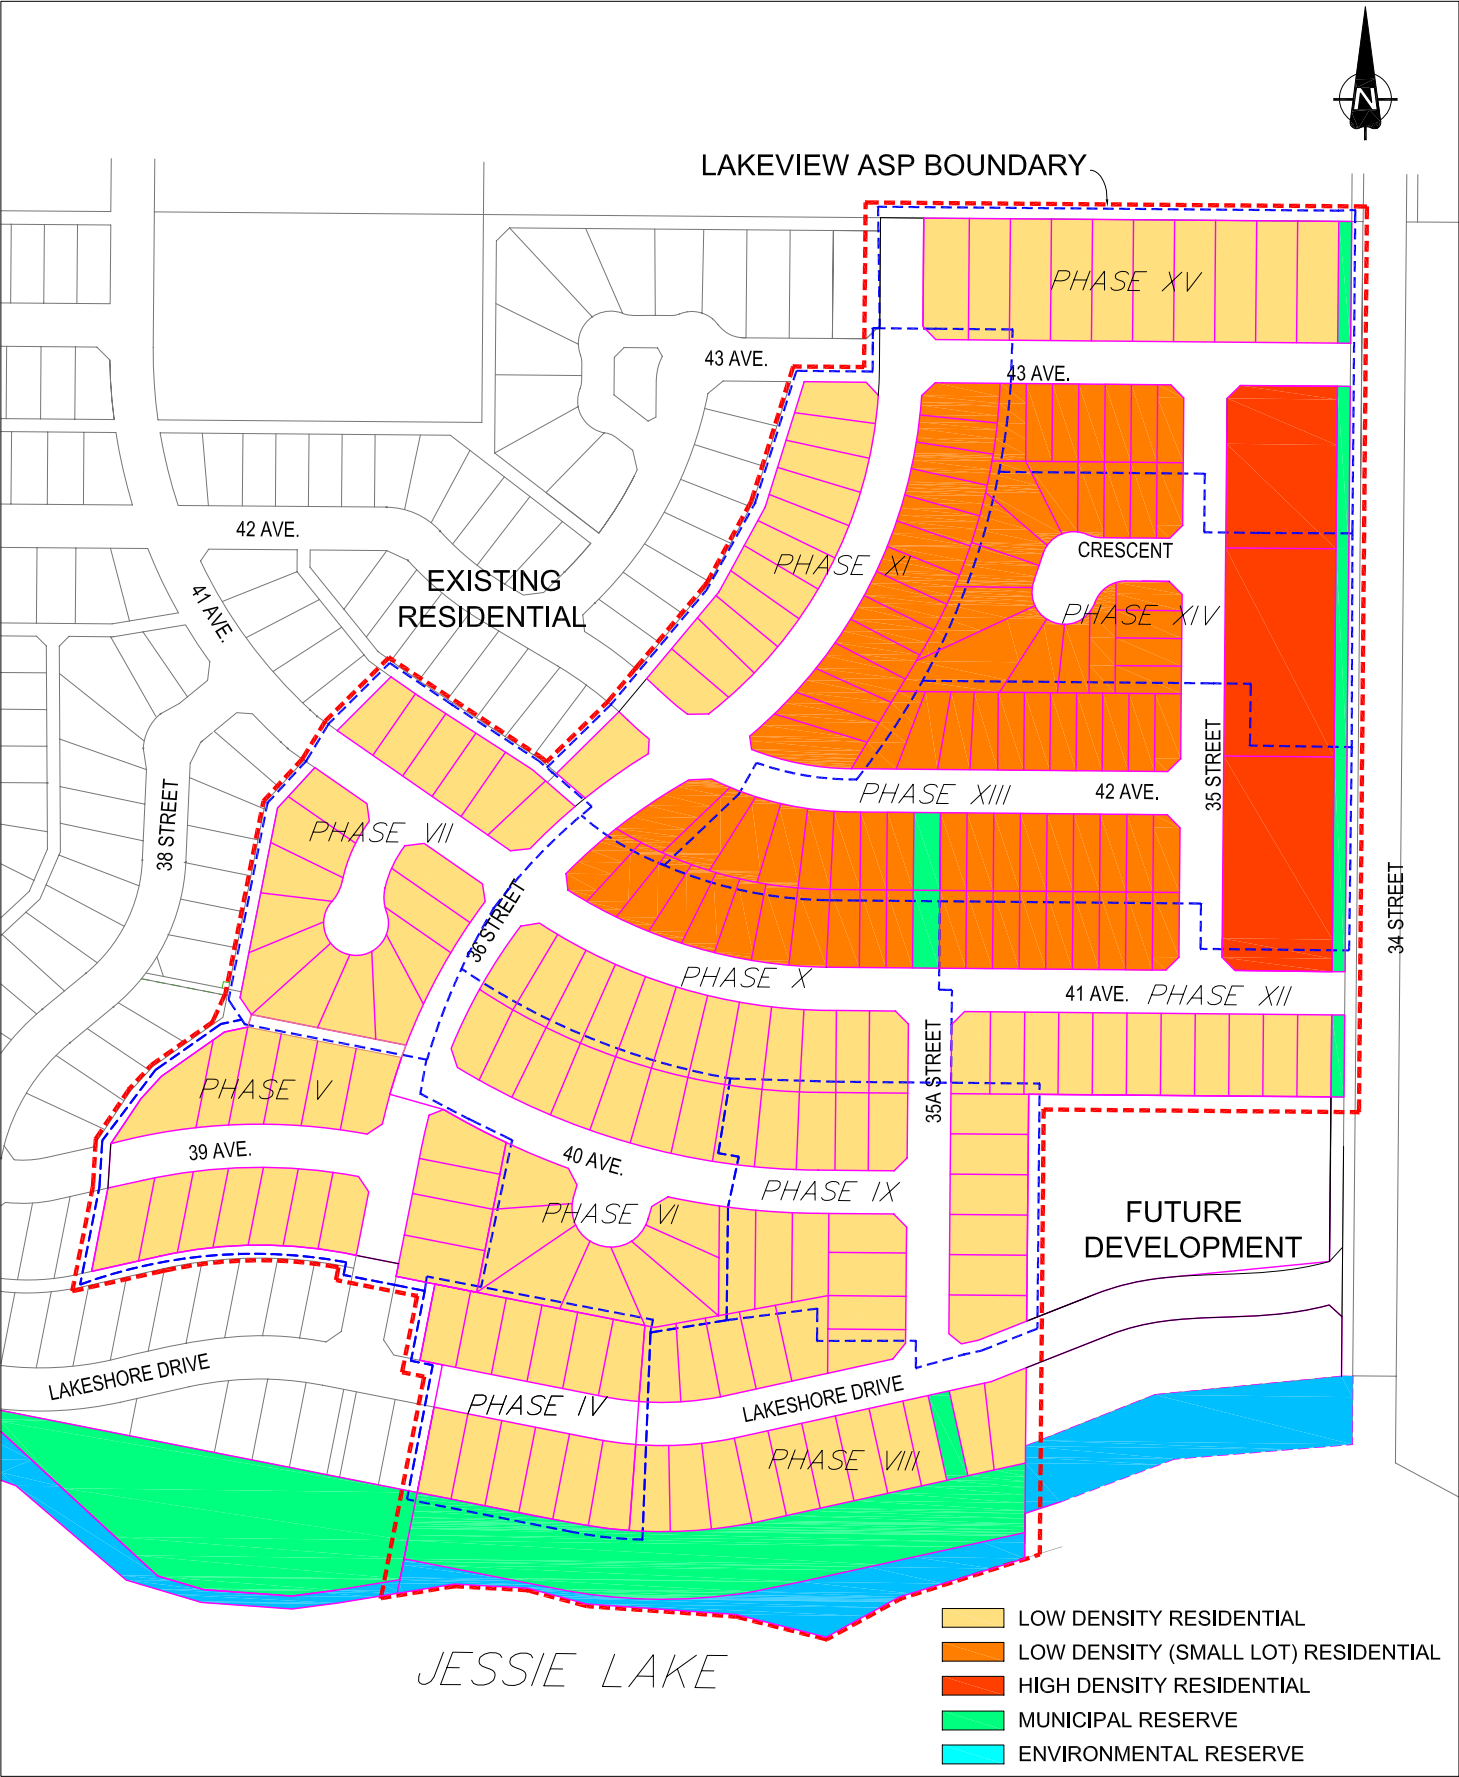 N
LAKEVIEW ASP BOUNDARY
PHASE XV
43 AVE.
43 AVE.
42 AVE.
CRESCENT
PHASE XI
EXISTING
RESIDENTIAL
41 AVE.
PHASE XIV
35 STREET
38 STREET
PHASE XIII
42 AVE.
PHASE VII
34 STREET
36 STREET
PHASE X
41 AVE.
PHASE XII
35A STREET
PHASE V
39 AVE.
40 AVE.
PHASE IX
PHASE VI
FUTURE
DEVELOPMENT
LAKESHORE DRIVE
PHASE IV
LAKESHORE DRIVE
PHASE VIII
JESSIE LAKE
LOW DENSITY RESIDENTIAL
LOW DENSITY (SMALL LOT) RESIDENTIAL
HIGH DENSITY RESIDENTIAL
MUNICIPAL RESERVE
ENVIRONMENTAL RESERVE